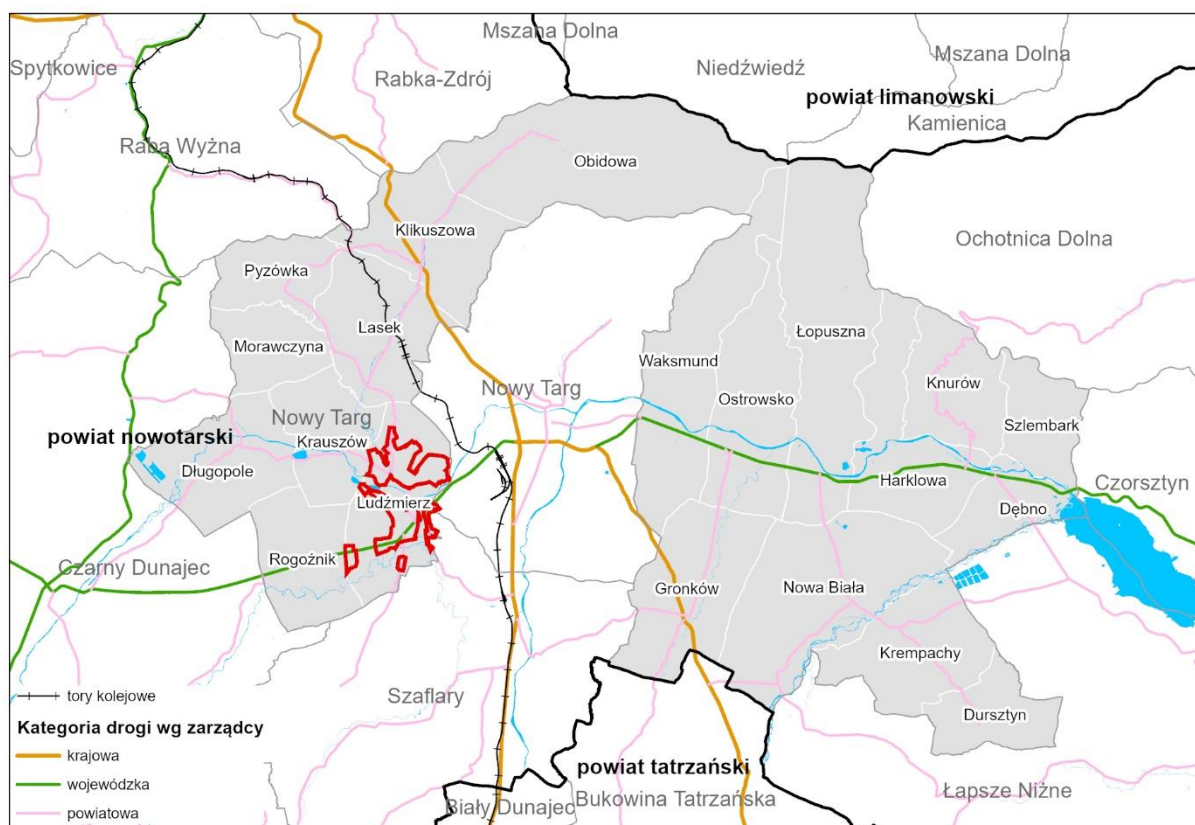 Mszana Dolna
Mszana Dolna
Spytkowice
Rabka-Zdrój
Niedźwiedź
powiat limanowski
Kamienica
Raba Wyżna
Obidowa
Klikuszowa
Ochotnica Dolna
Pyzówka
Lasek
Łopuszna
Morawczyna
Waksmund
Knurów
Nowy Targ
Ostrowsko
Nowy Targ
Szlembark
powiat nowotarski
Krauszów
Długopole
Harklowa
Czorsztyn
Ludźmierz
Dębno
Rogoźnik
Czarny Dunajec
Gronków
Nowa Biała
Krempachy
tory kolejowe
Szaflary
Dursztyn
Kategoria drogi wg zarządcy
krajowa
powiat tatrzański
wojewódzka
Łapsze Niżne
Biały Dunajec
Bukowina Tatrzańska
powiatowa